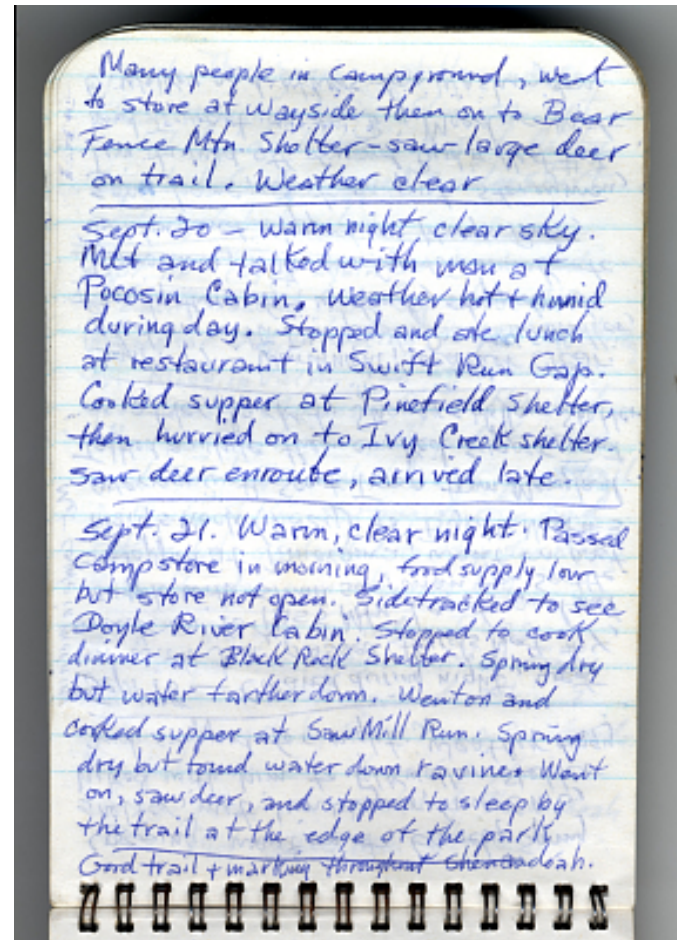 Many people in campground, went
to store at Wayside then on to Bear
Fence Mtn. Shelter - saw large deer
on trail. Weather clear
Sept. 20 - Warm night clear sky.
Met and talked with man at
Pocosin Cabin. Weather hot + humid
during day. Stopped and ate lunch
at restaurant in Swift Run Gap.
Cooked supper at Pinefield Shelter,
then hurried on to Ivy Creek shelter.
Saw deer enroute, arrived late.
Sept. 21. Warm, clear night. Passed
Campstore in morning, food supply low
but store not open. Sidetracked to see
Doyle River Cabin. Stopped to cook
dinner at Black Rock Shelter. Spring dry
but water farther down. Went on and
cooked supper at Saw Mill Run. Spring
dry but found water down ravine. Went
on, saw deer, and stopped to sleep by
the trail at the edge of the park.
Good trail + marking throughout Shenandoah.